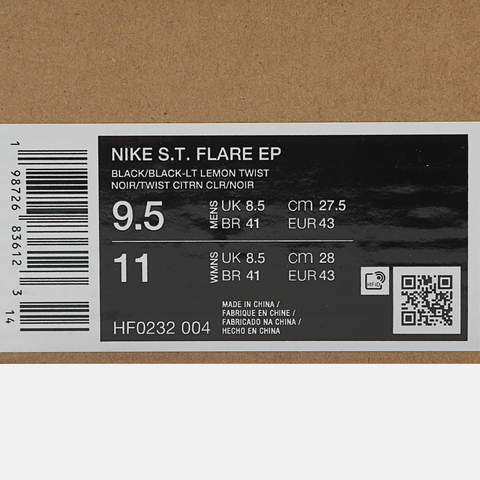 NIKE S.T. FLARE EP
BLACK/BLACK-LT LEMON TWIST
NOIR/TWIST CITRN CLR/NOIR
9.5 MENS UK 8.5 CM 27.5
BR 41 EUR 43
11 WMNS UK 8.5 CM 28
BR 41 EUR 43
HF0232 004
MADE IN CHINA /
FABRIQUE EN CHINE /
FABRICADO NA CHINA /
HECHO EN CHINA
1 98726 83612 3 14